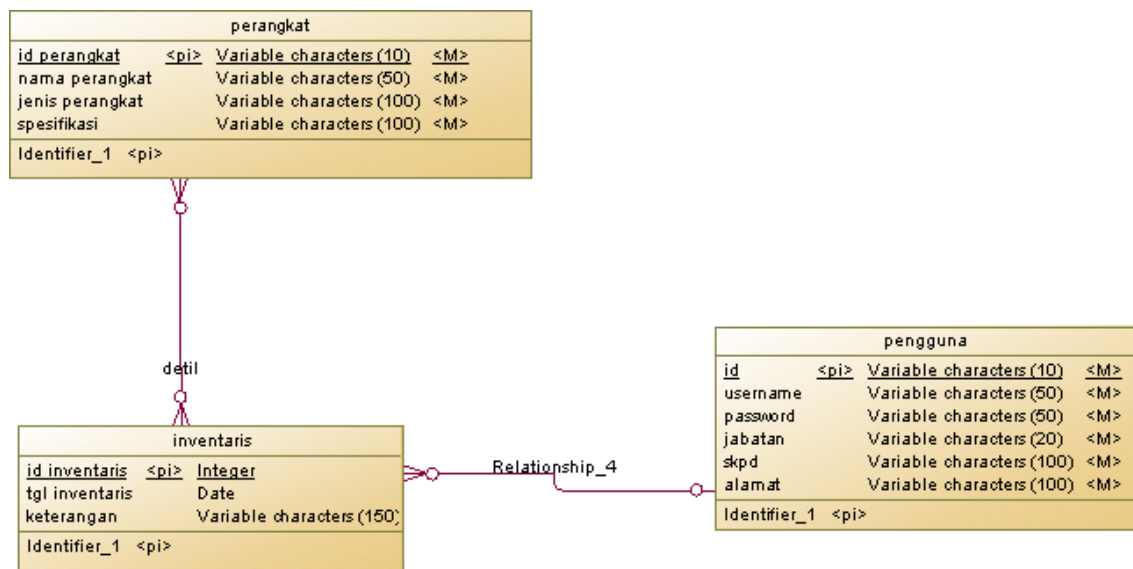 perangkat
id perangkat <pi> Variable characters (10) <M>
nama perangkat Variable characters (50) <M>
jenis perangkat Variable characters (100) <M>
spesifikasi Variable characters (100) <M>
Identifier_1 <pi>
detil
inventaris
id inventaris <pi> Integer
tgl inventaris Date
keterangan Variable characters (150)
Identifier_1 <pi>
Relationship_4
pengguna
id <pi> Variable characters (10) <M>
username Variable characters (50) <M>
password Variable characters (50) <M>
jabatan Variable characters (20) <M>
skpd Variable characters (100) <M>
alamat Variable characters (100) <M>
Identifier_1 <pi>